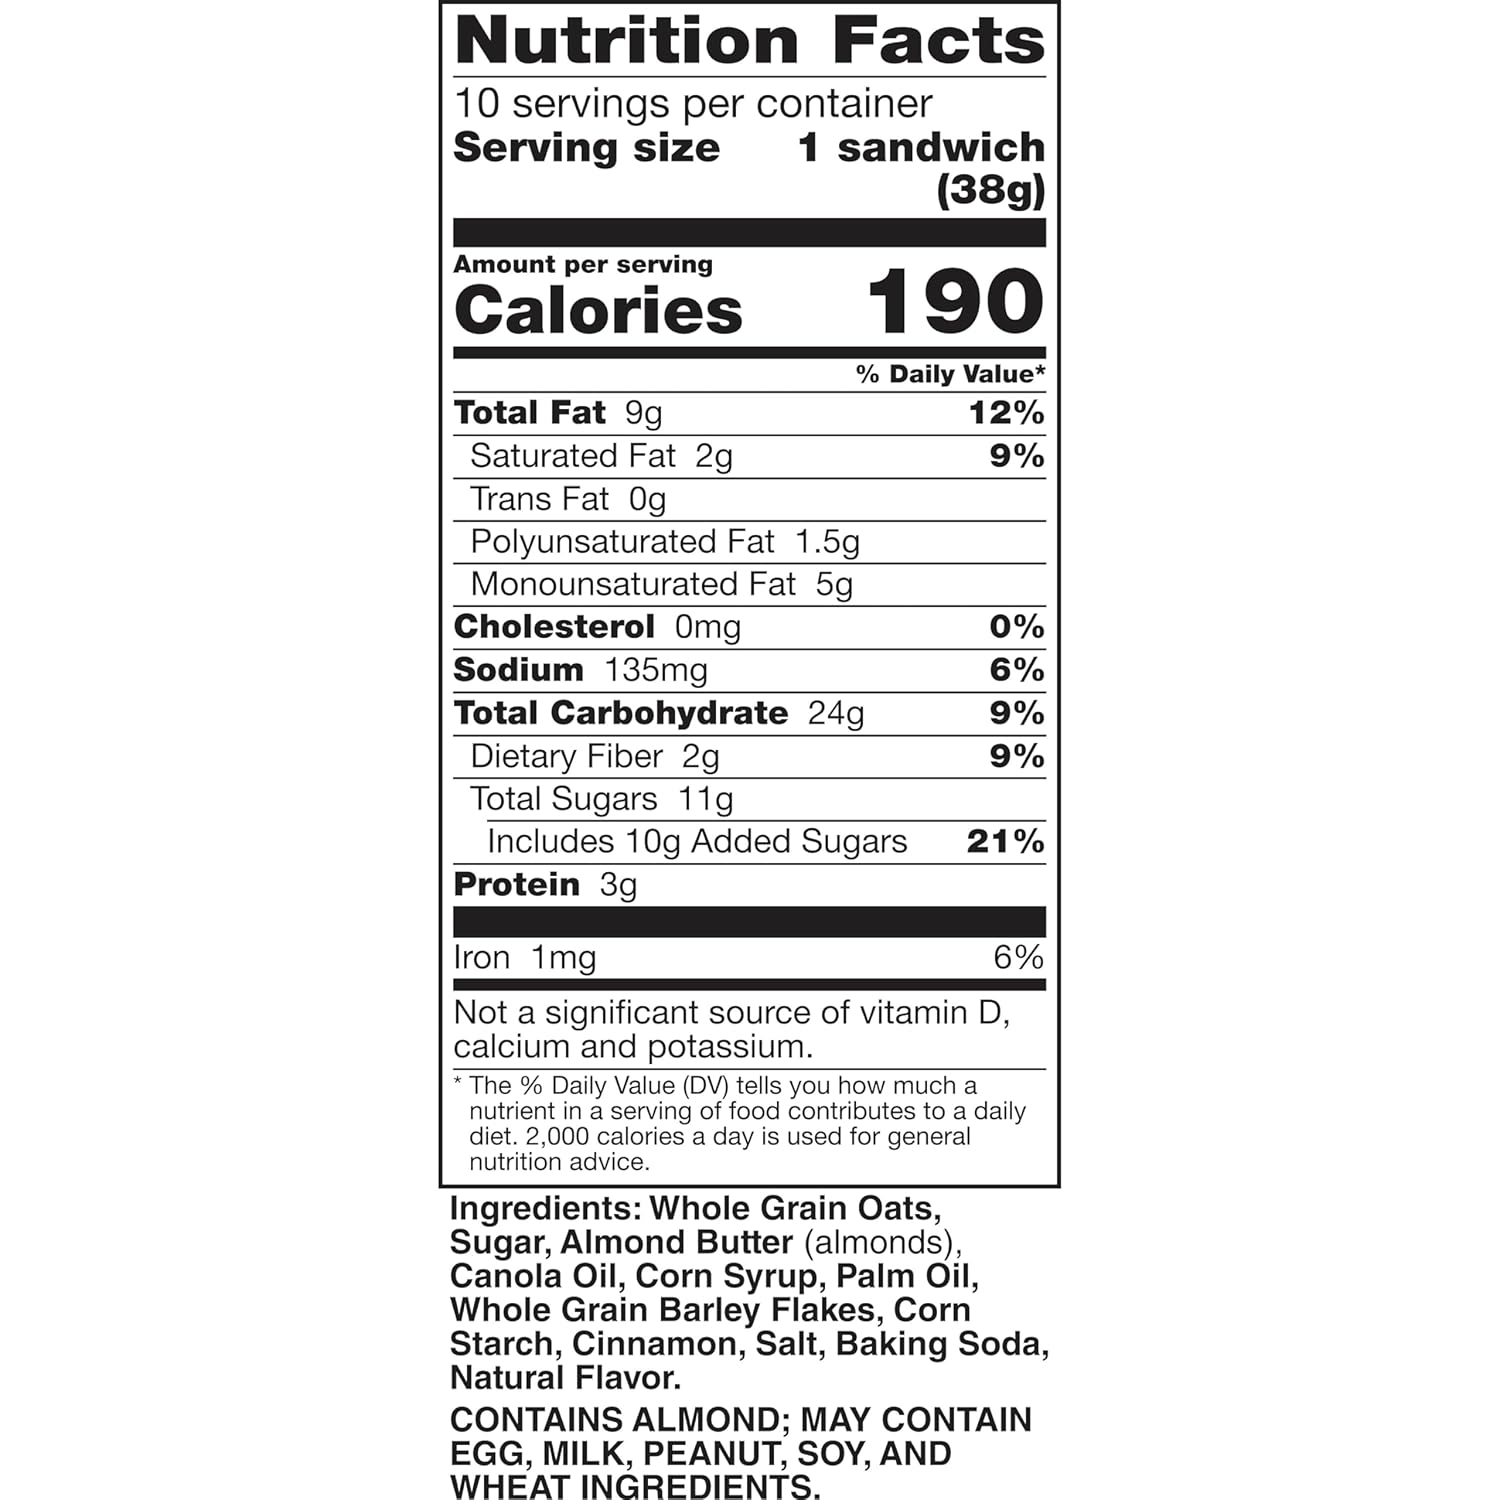 Nutrition Facts
10 servings per container
Serving size 1 sandwich
(38g)
Amount per serving
Calories 190
% Daily Value*
Total Fat 9g 12%
Saturated Fat 2g 9%
Trans Fat 0g
Polyunsaturated Fat 1.5g
Monounsaturated Fat 5g
Cholesterol 0mg 0%
Sodium 135mg 6%
Total Carbohydrate 24g 9%
Dietary Fiber 2g 9%
Total Sugars 11g
Includes 10g Added Sugars 21%
Protein 3g
Iron 1mg 6%
Not a significant source of vitamin D,
calcium and potassium.
* The % Daily Value (DV) tells you how much a
nutrient in a serving of food contributes to a daily
diet. 2,000 calories a day is used for general
nutrition advice.
Ingredients: Whole Grain Oats,
Sugar, Almond Butter (almonds),
Canola Oil, Corn Syrup, Palm Oil,
Whole Grain Barley Flakes, Corn
Starch, Cinnamon, Salt, Baking Soda,
Natural Flavor.
CONTAINS ALMOND; MAY CONTAIN
EGG, MILK, PEANUT, SOY, AND
WHEAT INGREDIENTS.